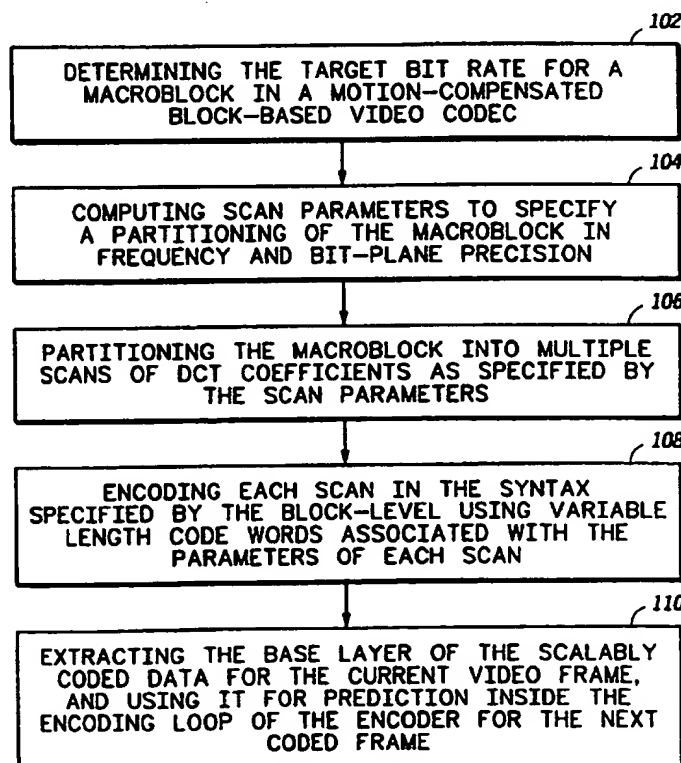 102
DETERMINING THE TARGET BIT RATE FOR A
MACROBLOCK IN A MOTION-COMPENSATED
BLOCK-BASED VIDEO CODEC
104
COMPUTING SCAN PARAMETERS TO SPECIFY
A PARTITIONING OF THE MACROBLOCK IN
FREQUENCY AND BIT-PLANE PRECISION
106
PARTITIONING THE MACROBLOCK INTO MULTIPLE
SCANS OF DCT COEFFICIENTS AS SPECIFIED BY
THE SCAN PARAMETERS
108
ENCODING EACH SCAN IN THE SYNTAX
SPECIFIED BY THE BLOCK-LEVEL USING VARIABLE
LENGTH CODE WORDS ASSOCIATED WITH THE
PARAMETERS OF EACH SCAN
110
EXTRACTING THE BASE LAYER OF THE SCALABLY
CODED DATA FOR THE CURRENT VIDEO FRAME,
AND USING IT FOR PREDICTION INSIDE THE
ENCODING LOOP OF THE ENCODER FOR THE NEXT
CODED FRAME